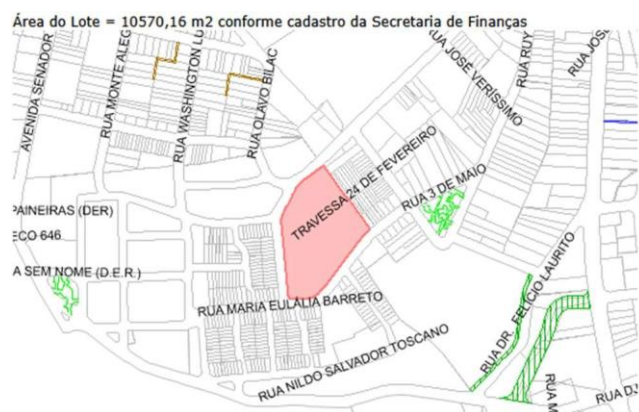 Área do Lote = 10570,16 m2 conforme cadastro da Secretaria de Finanças
AVENIDA SENADOR
RUA MONTE ALEG
RUA WASHINGTON LU
RUA OLAVO BILAC
RUA JOSÉ VERÍSSIMO
RUA RUY
RUA JOSÉ
TRAVESSA 24 DE FEVEREIRO
RUA 3 DE MAIO
PAINEIRAS (DER)
ECO 646
A SEM NOME (D.E.R.)
RUA MARIA EULÁLIA BARRETO
RUA NILDO SALVADOR TOSCANO
RUA DR. FELÍCIO LAURITO
RUA M
RUA DJ